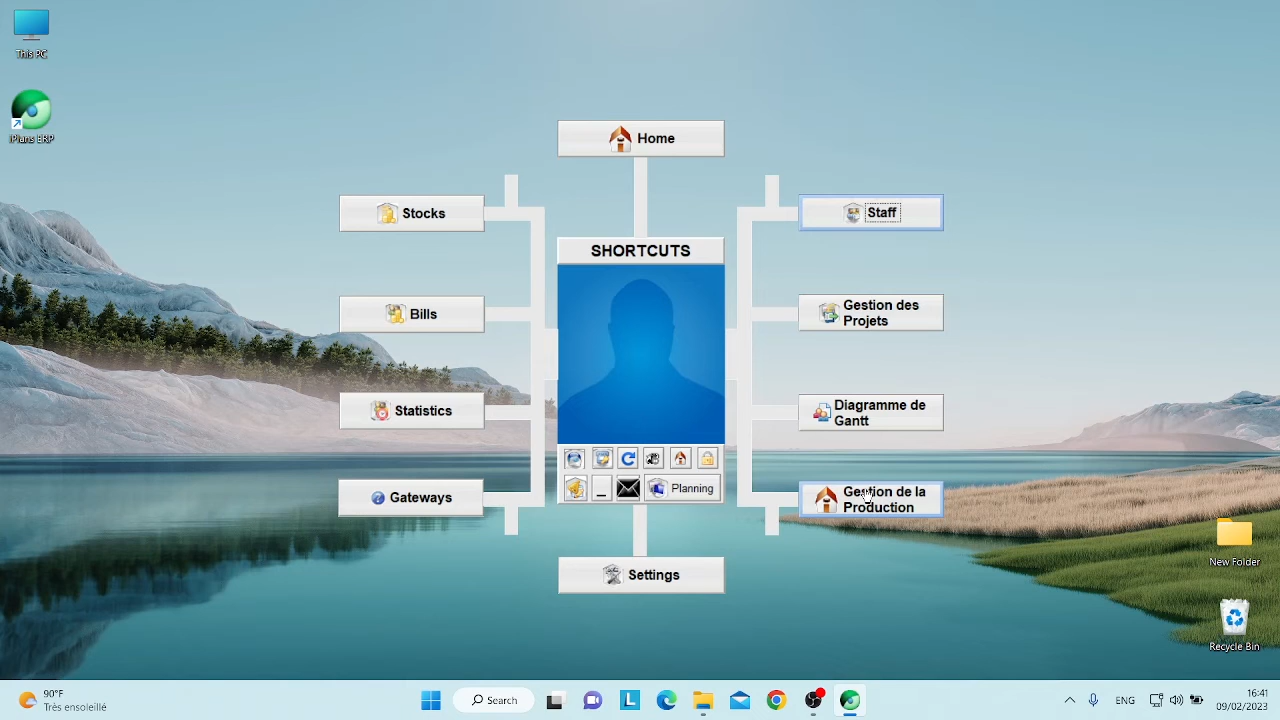 This PC
iPlans ERP
Home
Stocks
Staff
SHORTCUTS
Bills
Gestion des
Projets
Statistics
Diagramme de
Gantt
Gateways
Planning
Gestion de la
Production
Settings
New Folder
Recycle Bin
90°F
Très ensoleillé
Search
ENG
16:41
09/02/2023